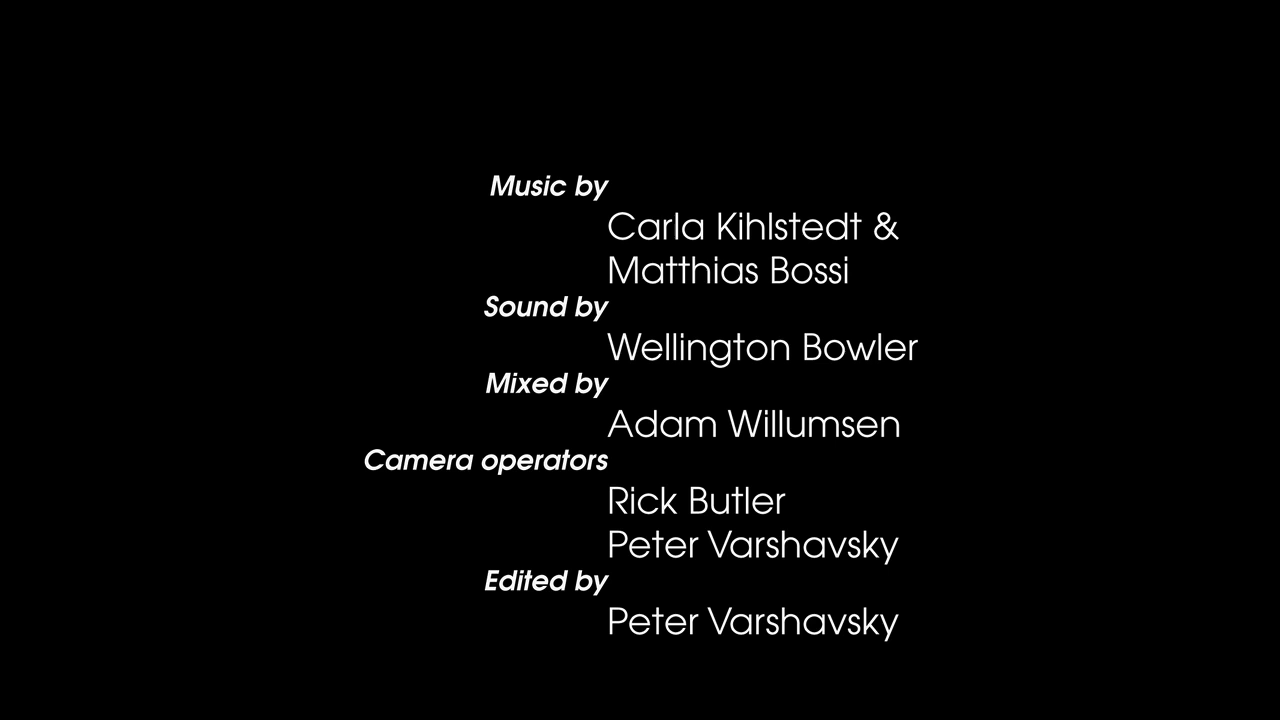 Music by
Carla Kihlstedt &
Matthias Bossi
Sound by
Wellington Bowler
Mixed by
Adam Willumsen
Camera operators
Rick Butler
Peter Varshavsky
Edited by
Peter Varshavsky